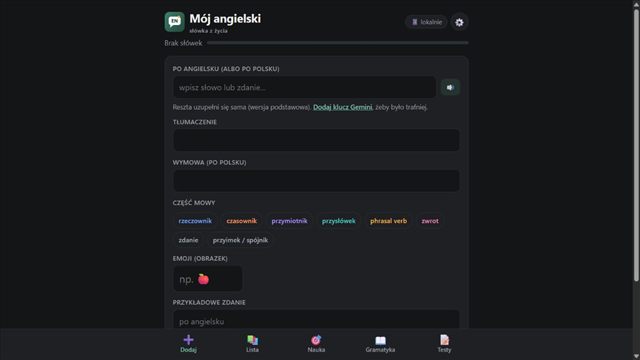 EN
Mój angielski
słówka z życia
lokalnie
Brak słówek
PO ANGIELSKU (ALBO PO POLSKU)
wpisz słowo lub zdanie...
Reszta uzupełni się sama (wersja podstawowa). Dodaj klucz Gemini, żeby było trafniej.
TŁUMACZENIE
WYMOWA (PO POLSKU)
CZĘŚĆ MOWY
rzeczownik czasownik przymiotnik przysłówek phrasal verb zwrot
zdanie przyimek / spójnik
EMOJI (OBRAZEK)
np. 🍎
PRZYKŁADOWE ZDANIE
po angielsku
Dodaj Lista Nauka Gramatyka Testy